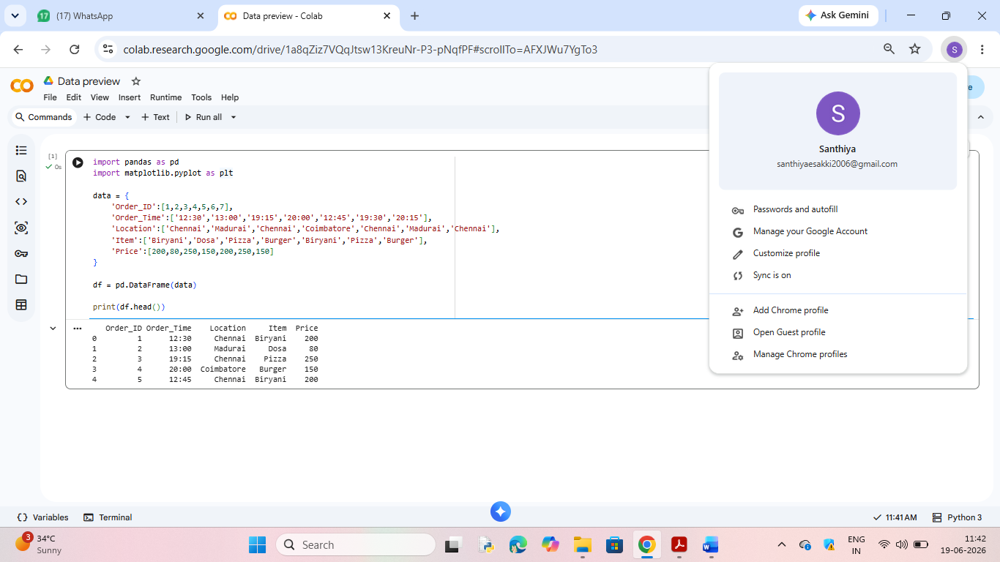 17
(17) WhatsApp
Data preview - Colab
Ask Gemini
colab.research.google.com/drive/1a8qZiz7VQqJtsw13KreuNr-P3-pNqfPF#scrollTo=AFXJWu7YgTo3
S
Data preview
File Edit View Insert Runtime Tools Help
Commands + Code + Text Run all
S
Santhiya
santhiyaesakki2006@gmail.com
Passwords and autofill
Manage your Google Account
Customize profile
Sync is on
Add Chrome profile
Open Guest profile
Manage Chrome profiles
[1]
0s
import pandas as pd
import matplotlib.pyplot as plt
data = {
'Order_ID':[1,2,3,4,5,6,7],
'Order_Time':['12:30','13:00','19:15','20:00','12:45','19:30','20:15'],
'Location':['Chennai','Madurai','Chennai','Coimbatore','Chennai','Madurai','Chennai'],
'Item':['Biryani','Dosa','Pizza','Burger','Biryani','Pizza','Burger'],
'Price':[200,80,250,150,200,250,150]
}
df = pd.DataFrame(data)
print(df.head())
Order_ID Order_Time Location Item Price
0 1 12:30 Chennai Biryani 200
1 2 13:00 Madurai Dosa 80
2 3 19:15 Chennai Pizza 250
3 4 20:00 Coimbatore Burger 150
4 5 12:45 Chennai Biryani 200
{} Variables Terminal
11:41 AM Python 3
3
34°C
Sunny
Search
ENG
IN
11:42
19-06-2026